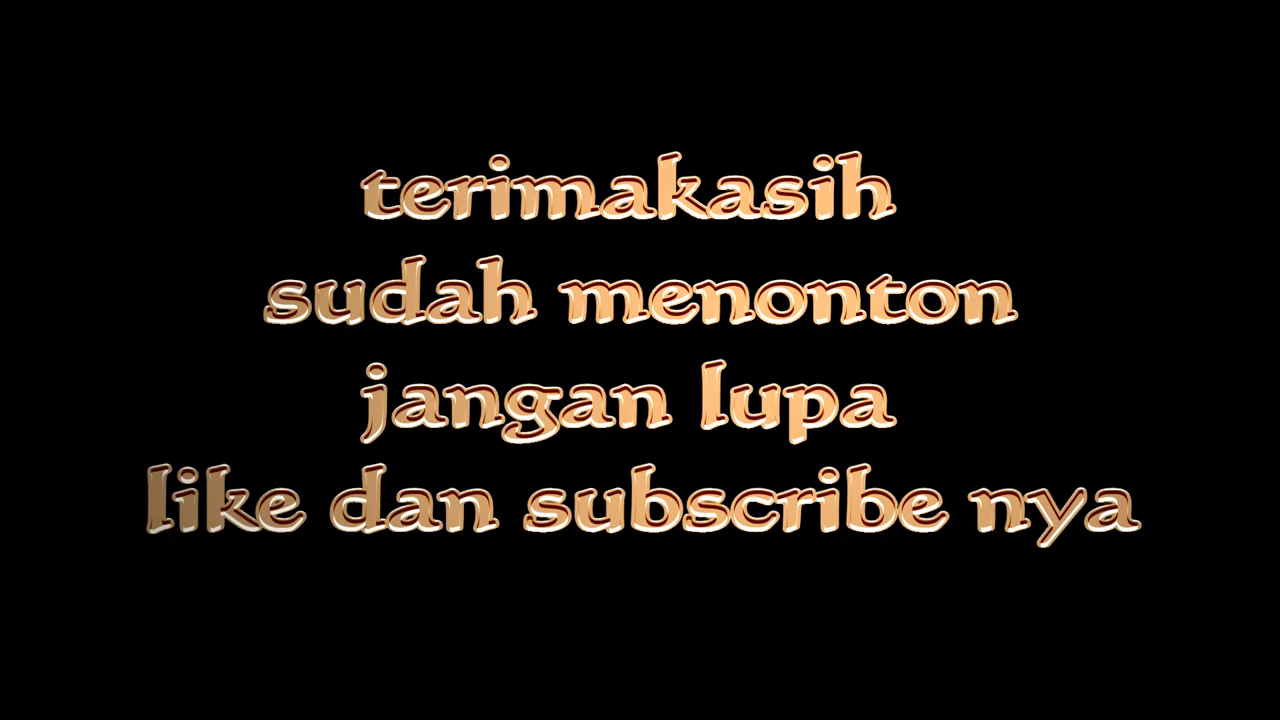 terimakasih
sudah menonton
jangan lupa
like dan subscribe nya